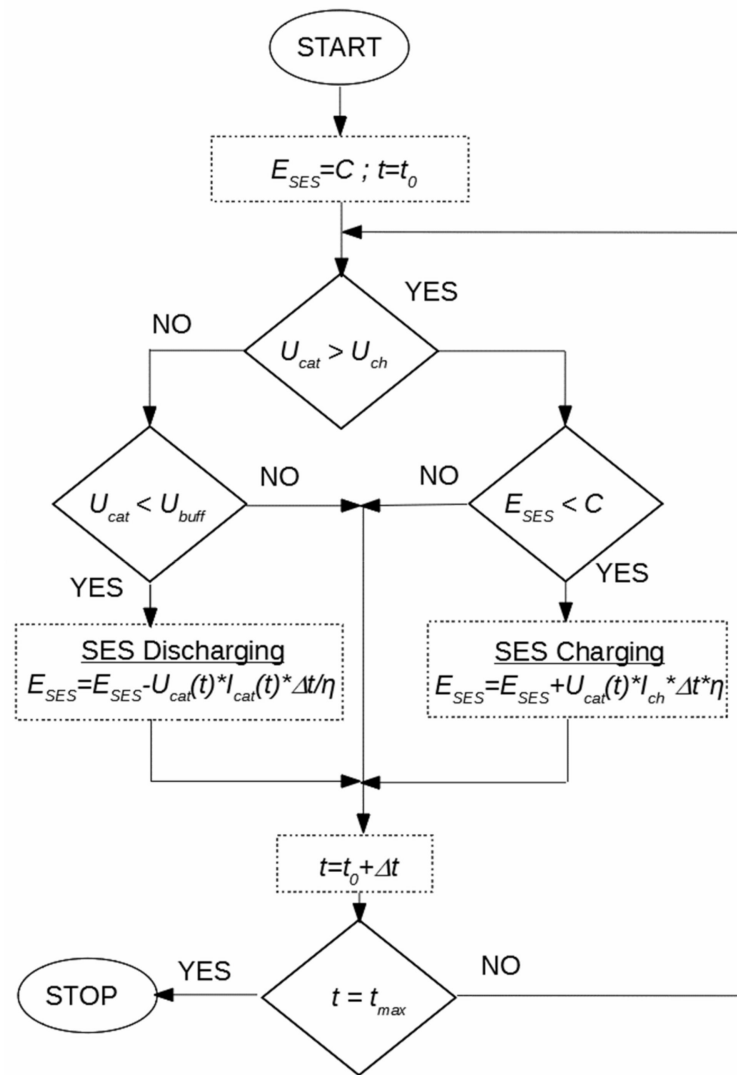 START
E_SES=C ; t=t_0
YES
NO
U_cat > U_ch
NO
NO
U_cat < U_buff
E_SES < C
YES
YES
SES Discharging
E_SES=E_SES-U_cat(t)*I_cat(t)*Δt/η
SES Charging
E_SES=E_SES+U_cat(t)*I_ch*Δt*η
t=t_0+Δt
YES
NO
STOP
t = t_max